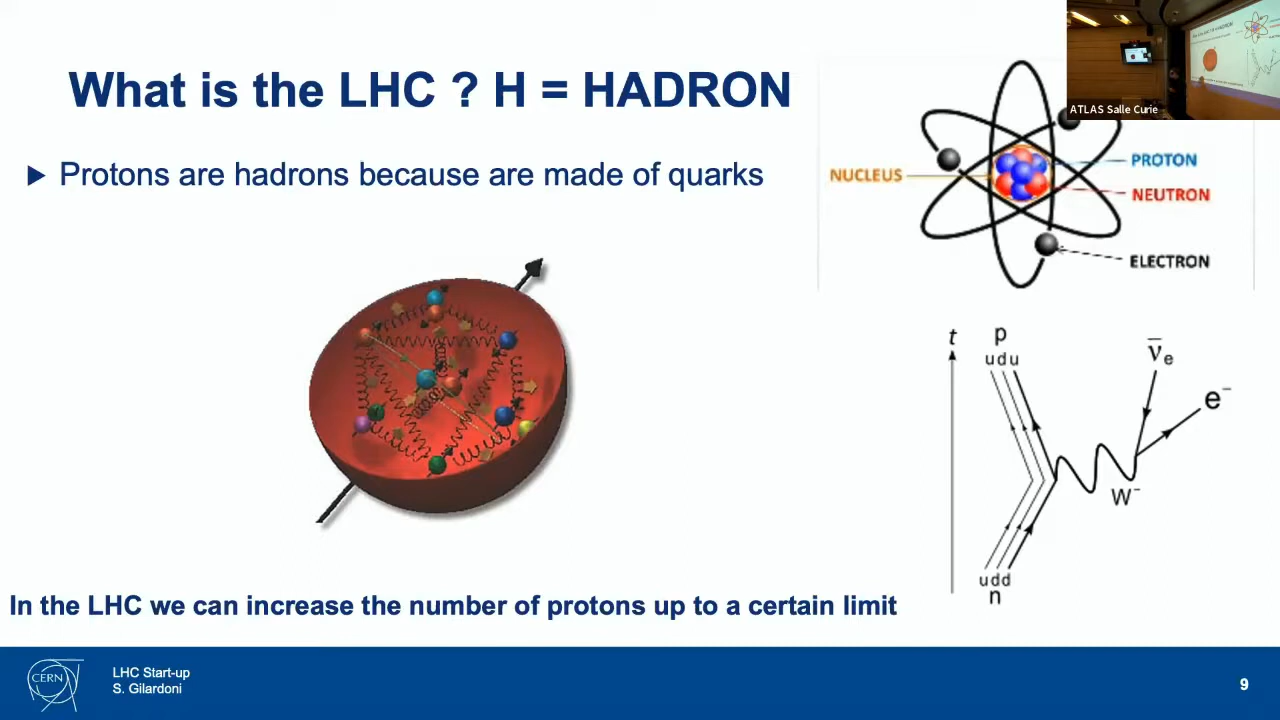 What is the LHC ? H = HADRON
▶ Protons are hadrons because are made of quarks
ATLAS Salle Curie
NUCLEUS
PROTON
NEUTRON
ELECTRON
t
p
u d u
ν̅e
e⁻
W⁻
u d d
n
In the LHC we can increase the number of protons up to a certain limit
CERN
LHC Start-up
S. Gilardoni
9